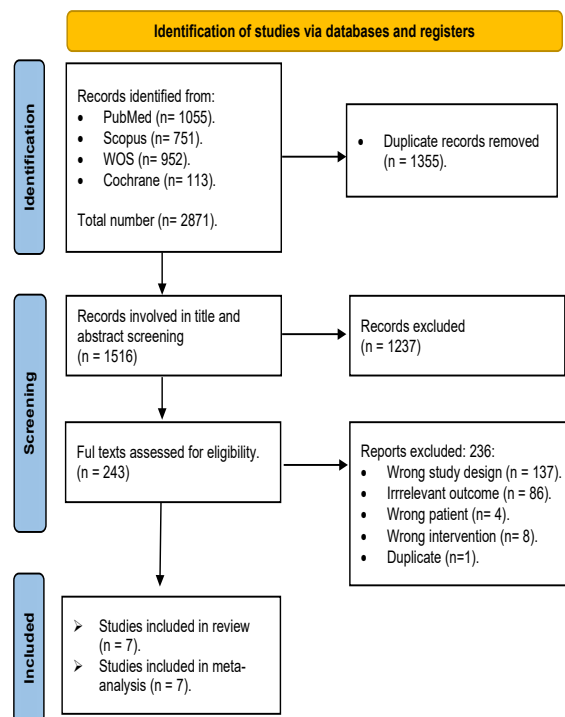 Identification of studies via databases and registers
Identification
Records identified from:
• PubMed (n= 1055).
• Scopus (n= 751).
• WOS (n= 952).
• Cochrane (n= 113).
Total number (n= 2871).
• Duplicate records removed
(n = 1355).
Screening
Records involved in title and
abstract screening
(n = 1516)
Records excluded
(n = 1237)
Ful texts assessed for eligibility.
(n = 243)
Reports excluded: 236:
• Wrong study design (n = 137).
• Irrrelevant outcome (n = 86).
• Wrong patient (n= 4).
• Wrong intervention (n= 8).
• Duplicate (n=1).
Included
➢ Studies included in review
(n = 7).
➢ Studies included in meta-
analysis (n = 7).